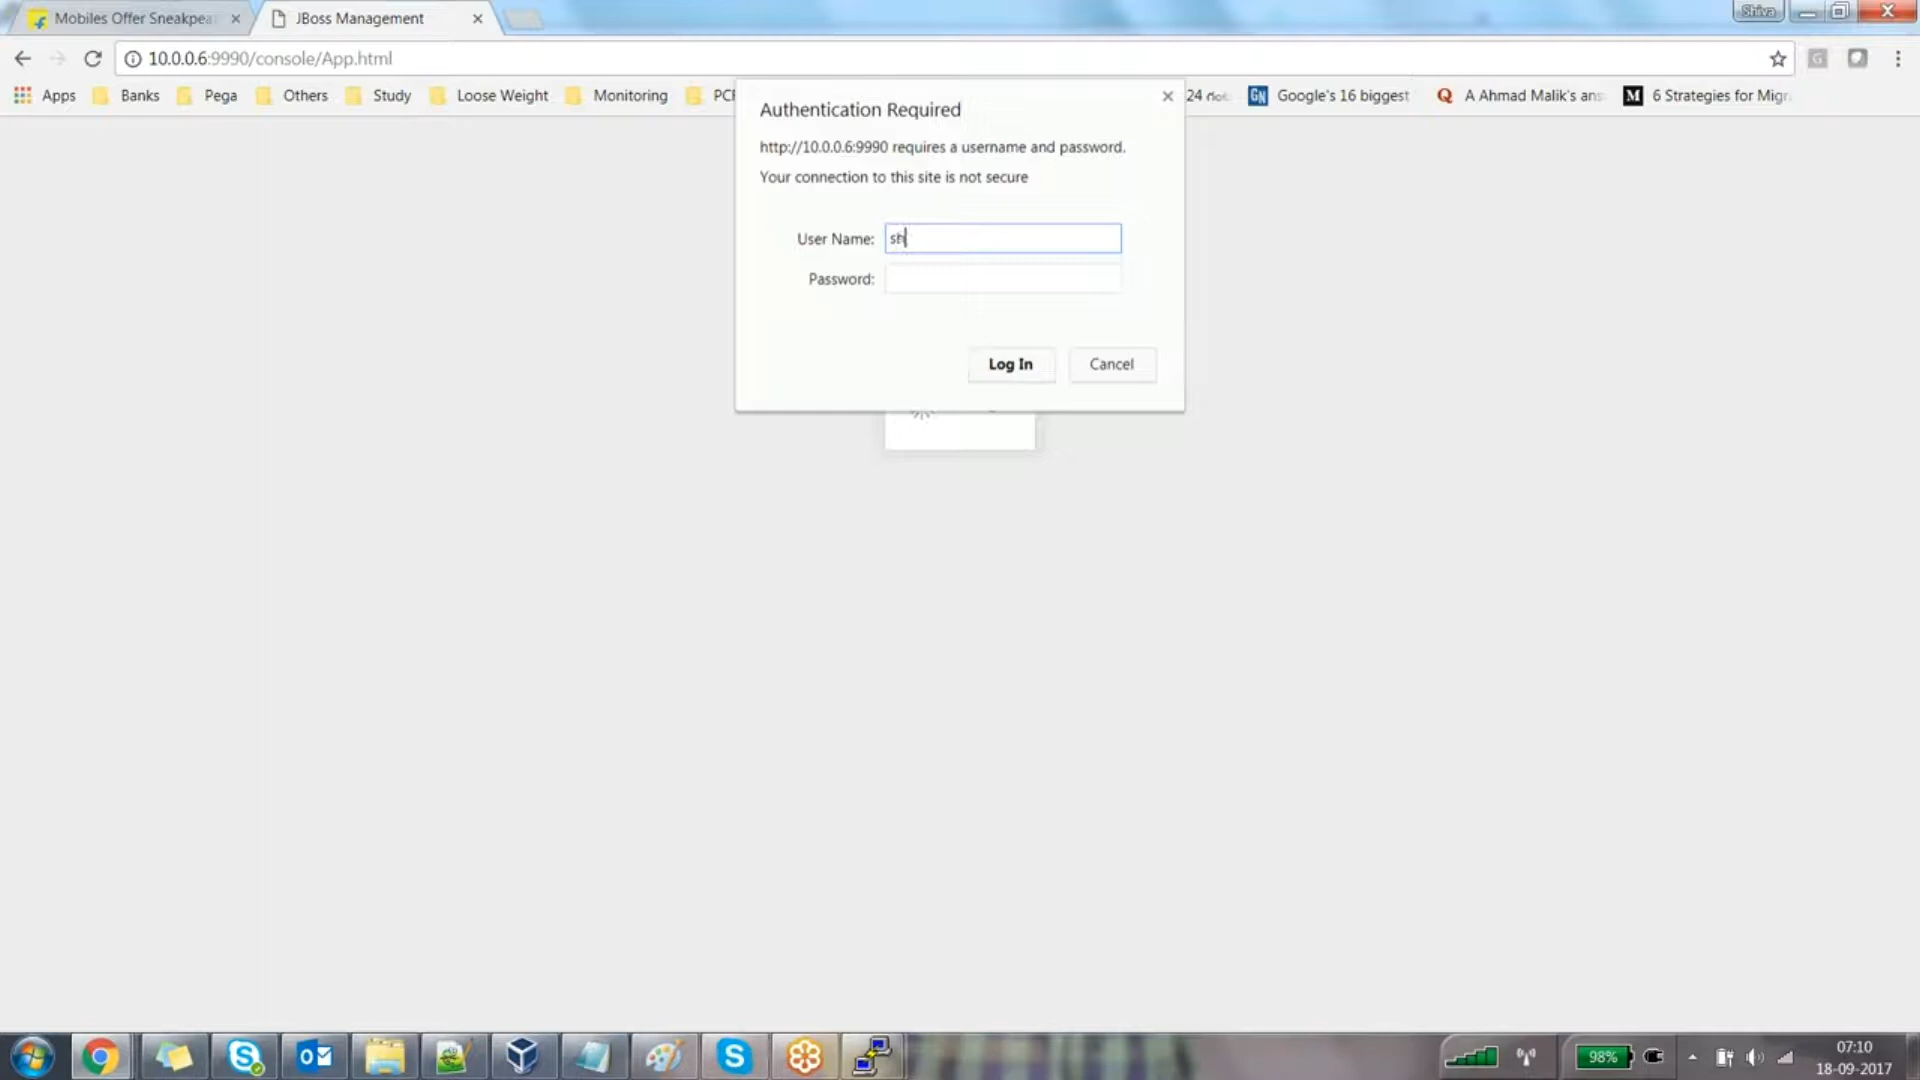 Mobiles Offer Sneakpea
JBoss Management
Shiva
10.0.0.6:9990/console/App.html
Apps
Banks
Pega
Others
Study
Loose Weight
Monitoring
24
Google's 16 biggest
A Ahmad Malik's ans
6 Strategies for Migr
Authentication Required
http://10.0.0.6:9990 requires a username and password.
Your connection to this site is not secure
User Name: sh
Password:
Log In
Cancel
98%
07:10
18-09-2017